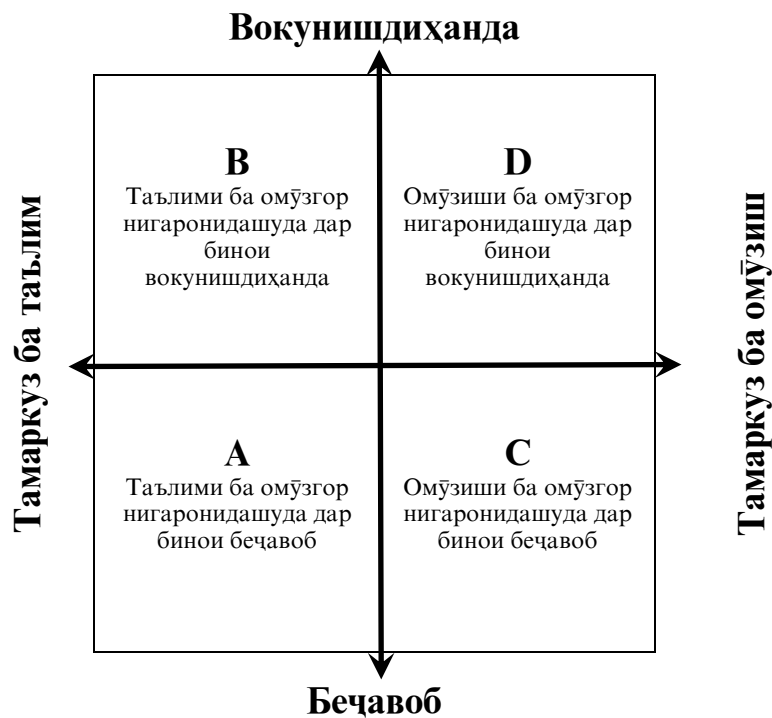 Вокунишдиҳанда
B
Таълими ба омӯзгор
нигаронидашуда дар
бинои
вокунишдиҳанда
D
Омӯзиши ба омӯзгор
нигаронидашуда дар
бинои
вокунишдиҳанда
Тамаркуз ба таълим
Тамаркуз ба омӯзиш
A
Таълими ба омӯзгор
нигаронидашуда дар
бинои беҷавоб
C
Омӯзиши ба омӯзгор
нигаронидашуда дар
бинои беҷавоб
Беҷавоб